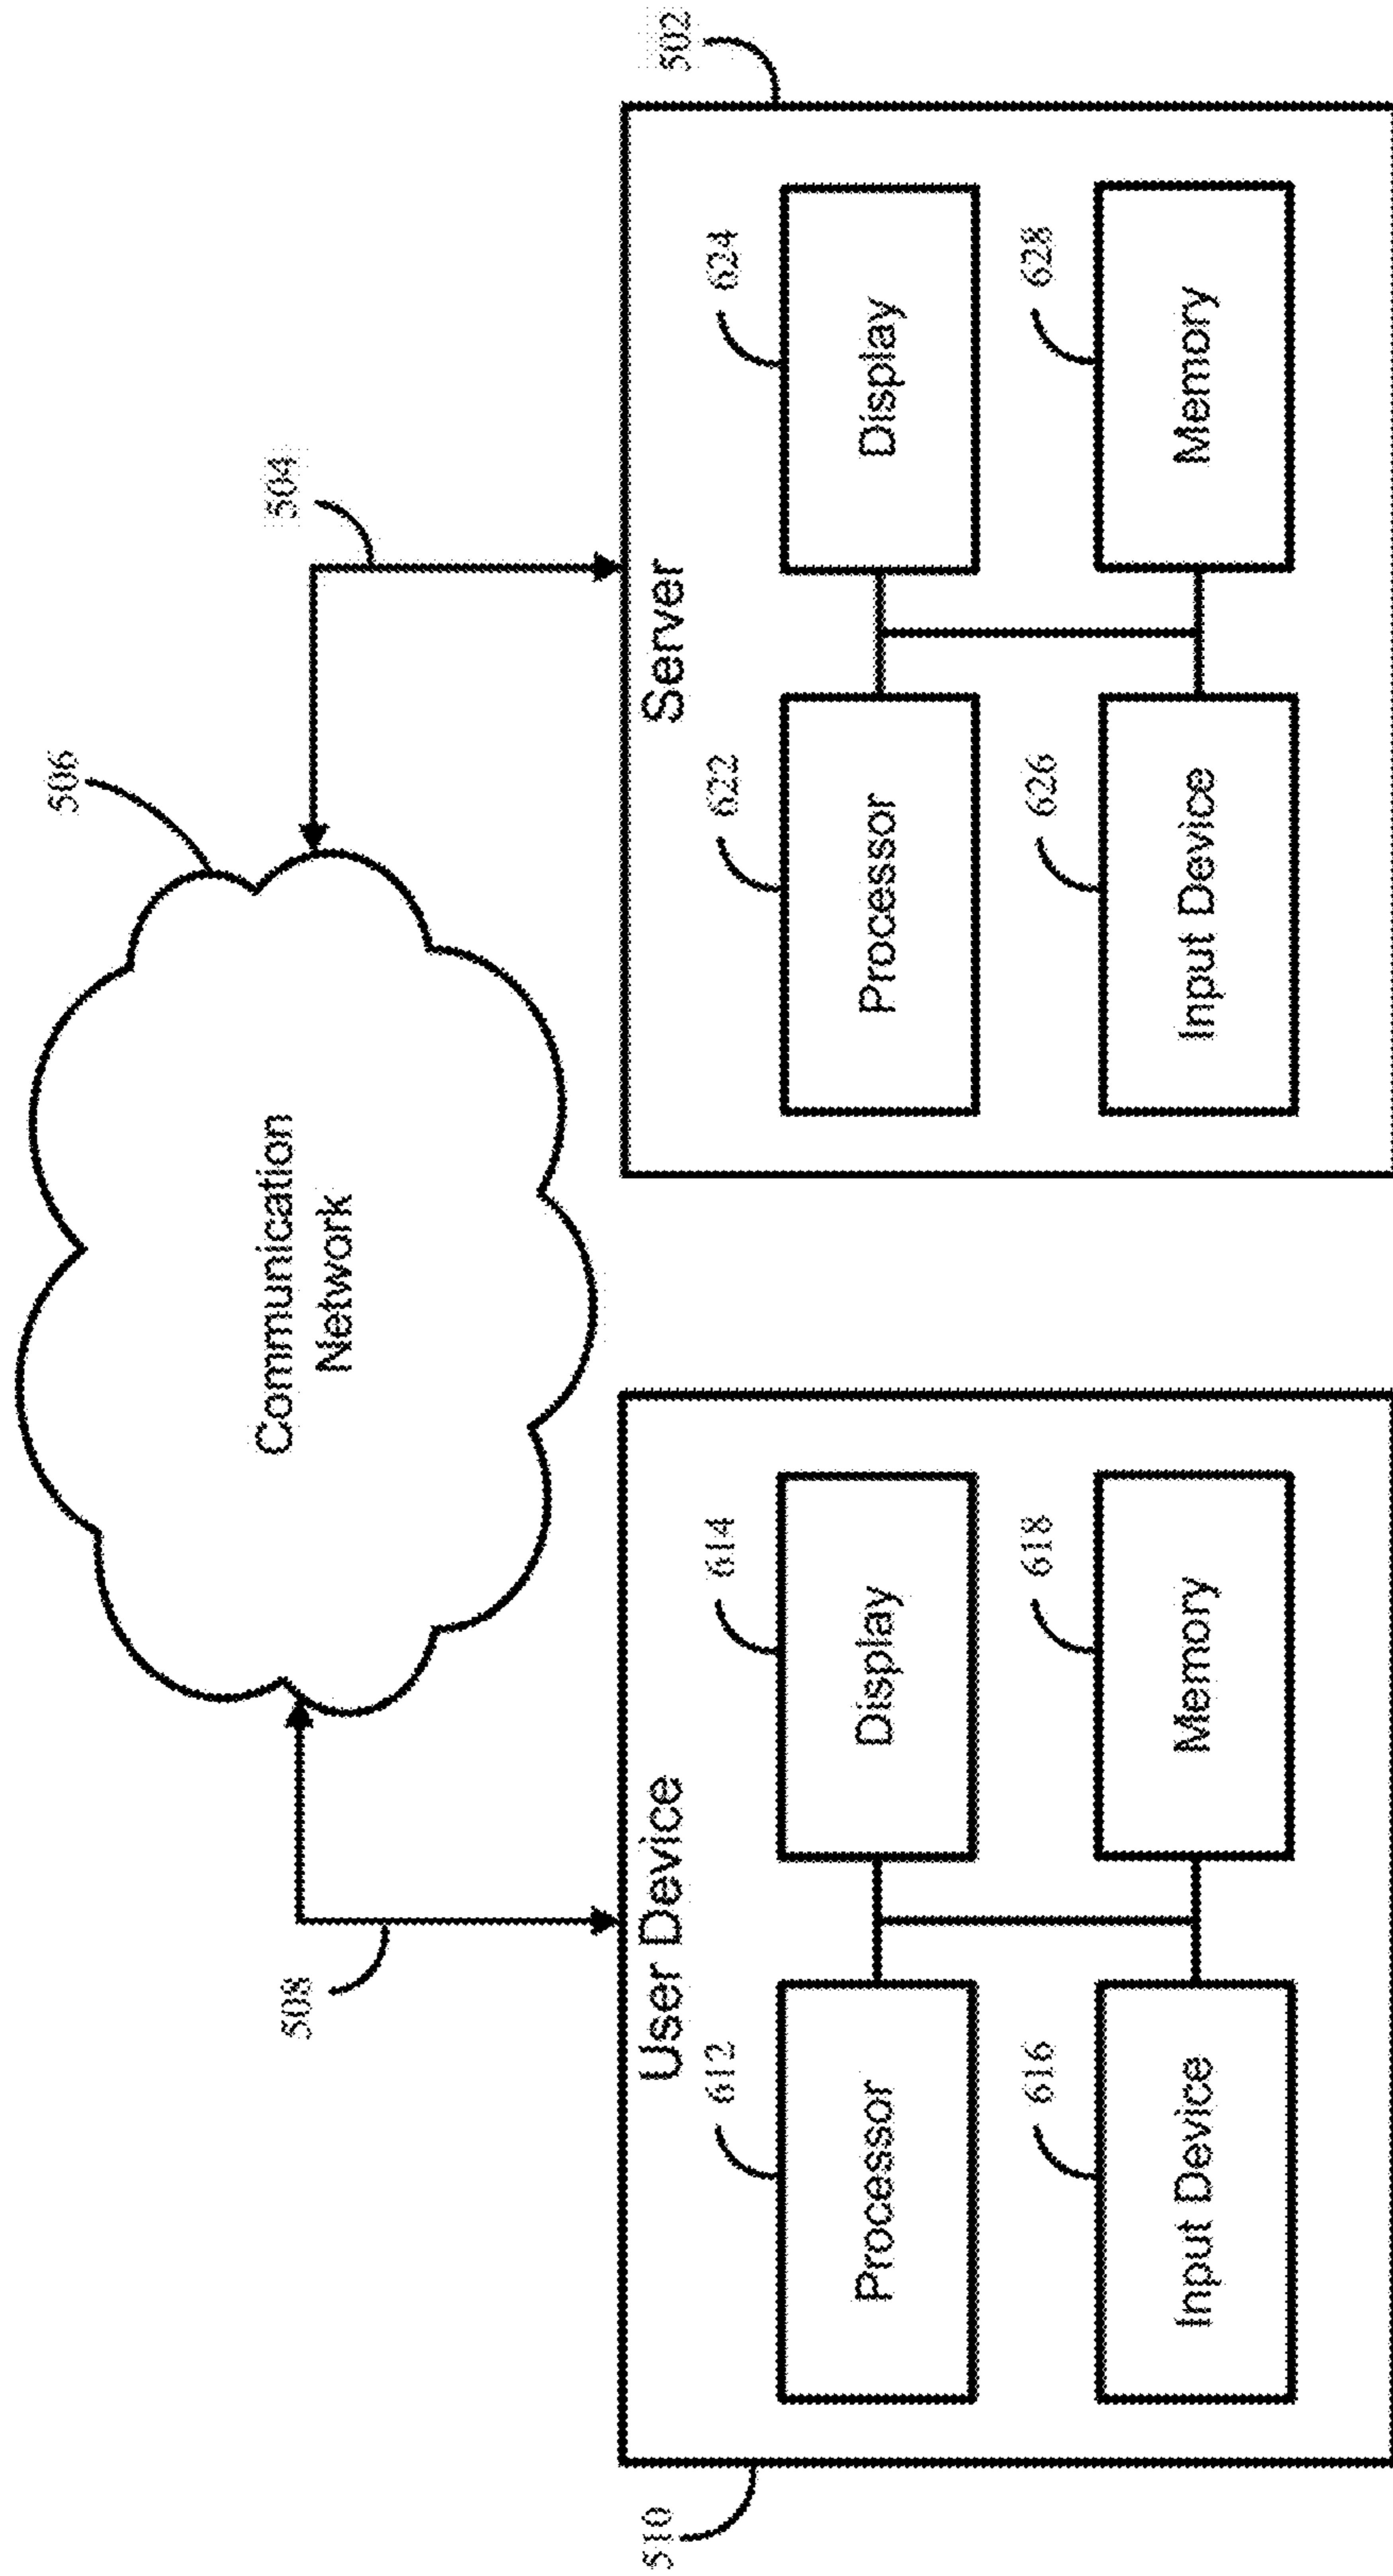 506
Communication
Network
504
508
510
User Device
612
Processor
614
Display
616
Input Device
618
Memory
502
Server
622
Processor
624
Display
626
Input Device
628
Memory